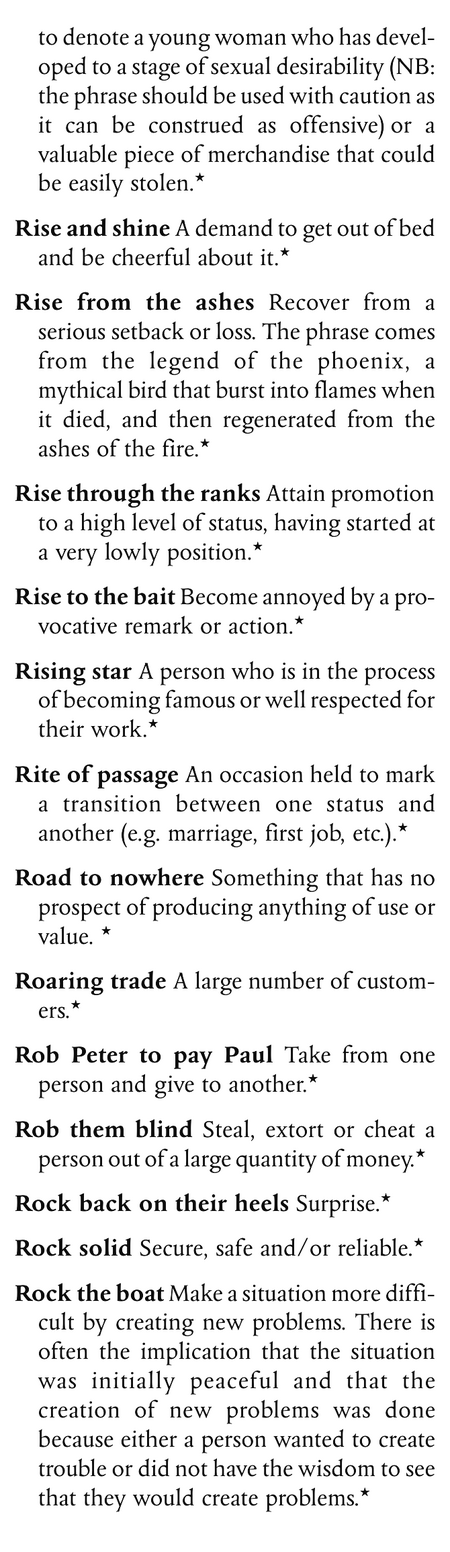 to denote a young woman who has devel-
oped to a stage of sexual desirability (NB:
the phrase should be used with caution as
it can be construed as offensive) or a
valuable piece of merchandise that could
be easily stolen.★
Rise and shine A demand to get out of bed
and be cheerful about it.★
Rise from the ashes Recover from a
serious setback or loss. The phrase comes
from the legend of the phoenix, a
mythical bird that burst into flames when
it died, and then regenerated from the
ashes of the fire.★
Rise through the ranks Attain promotion
to a high level of status, having started at
a very lowly position.★
Rise to the bait Become annoyed by a pro-
vocative remark or action.★
Rising star A person who is in the process
of becoming famous or well respected for
their work.★
Rite of passage An occasion held to mark
a transition between one status and
another (e.g. marriage, first job, etc.).★
Road to nowhere Something that has no
prospect of producing anything of use or
value. ★
Roaring trade A large number of custom-
ers.★
Rob Peter to pay Paul Take from one
person and give to another.★
Rob them blind Steal, extort or cheat a
person out of a large quantity of money.★
Rock back on their heels Surprise.★
Rock solid Secure, safe and/or reliable.★
Rock the boat Make a situation more diffi-
cult by creating new problems. There is
often the implication that the situation
was initially peaceful and that the
creation of new problems was done
because either a person wanted to create
trouble or did not have the wisdom to see
that they would create problems.★